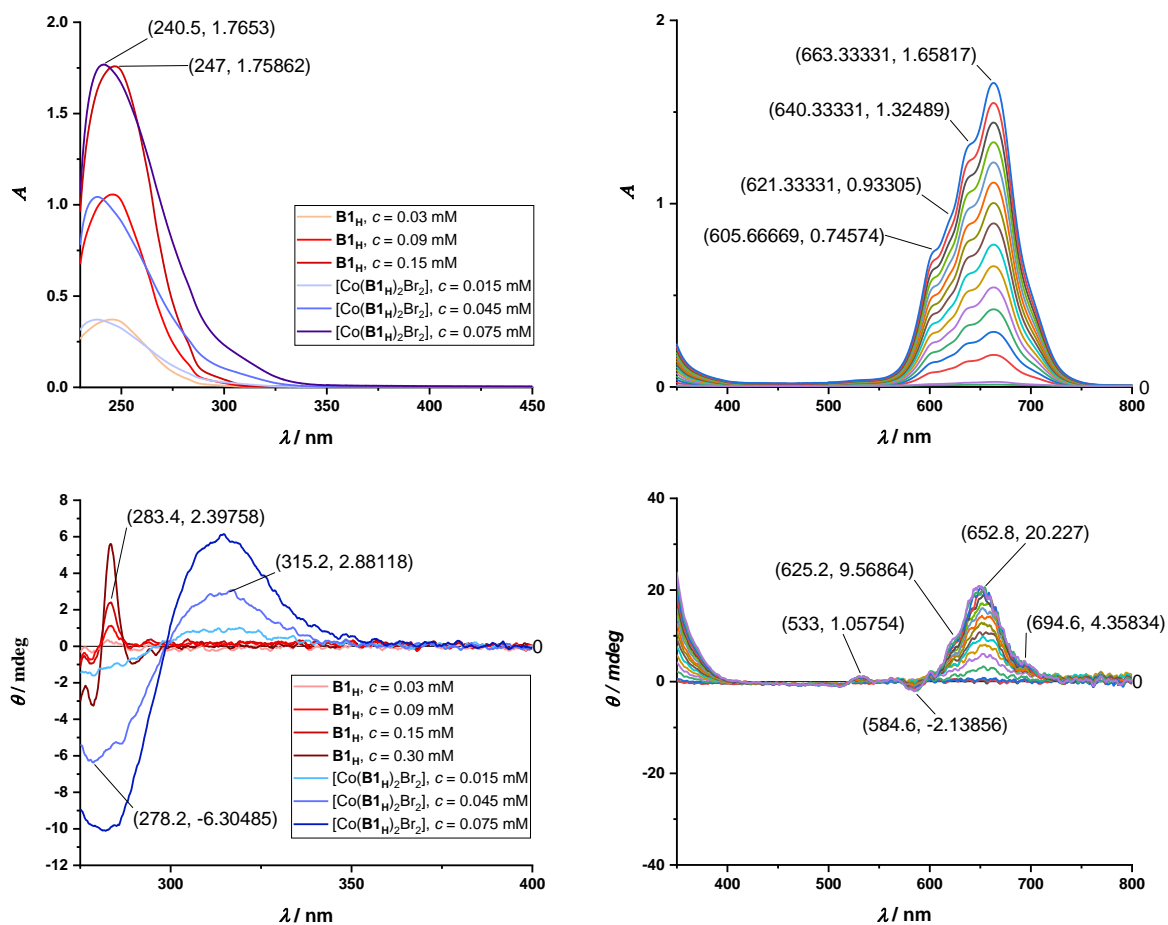 2.0
1.5
1.0
0.5
0.0
A
(240.5, 1.7653)
(247, 1.75862)
B1H, c = 0.03 mM
B1H, c = 0.09 mM
B1H, c = 0.15 mM
[Co(B1H)2Br2], c = 0.015 mM
[Co(B1H)2Br2], c = 0.045 mM
[Co(B1H)2Br2], c = 0.075 mM
250 300 350 400 450
λ / nm
2
1
0
A
(663.33331, 1.65817)
(640.33331, 1.32489)
(621.33331, 0.93305)
(605.66669, 0.74574)
0
400 500 600 700 800
λ / nm
8
6
4
2
0
-2
-4
-6
-8
-10
-12
θ / mdeg
(283.4, 2.39758)
(315.2, 2.88118)
0
B1H, c = 0.03 mM
B1H, c = 0.09 mM
B1H, c = 0.15 mM
B1H, c = 0.30 mM
[Co(B1H)2Br2], c = 0.015 mM
[Co(B1H)2Br2], c = 0.045 mM
[Co(B1H)2Br2], c = 0.075 mM
(278.2, -6.30485)
300 350 400
λ / nm
40
20
0
-20
-40
θ / mdeg
(652.8, 20.227)
(625.2, 9.56864)
(533, 1.05754)
(694.6, 4.35834)
0
(584.6, -2.13856)
400 500 600 700 800
λ / nm